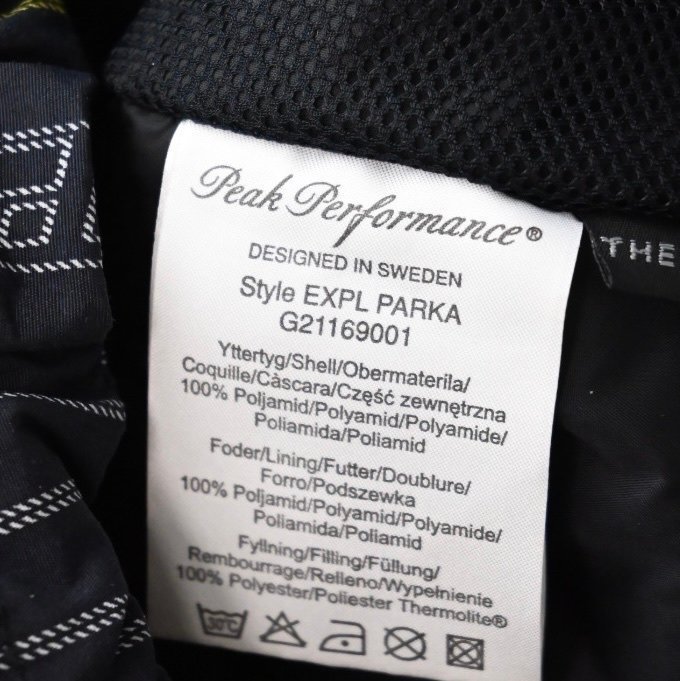 Peak Performance®
DESIGNED IN SWEDEN
Style EXPL PARKA
G21169001
Yttertyg/Shell/Obermaterila/
Coquille/Càscara/Część zewnętrzna
100% Poljamid/Polyamid/Polyamide/
Poliamida/Poliamid
Foder/Lining/Futter/Doublure/
Forro/Podszewka
100% Poljamid/Polyamid/Polyamide/
Poliamida/Poliamid
Fyllning/Filling/Füllung/
Rembourrage/Relleno/Wypełnienie
100% Polyester/Poliester Thermolite®
30°C
THE